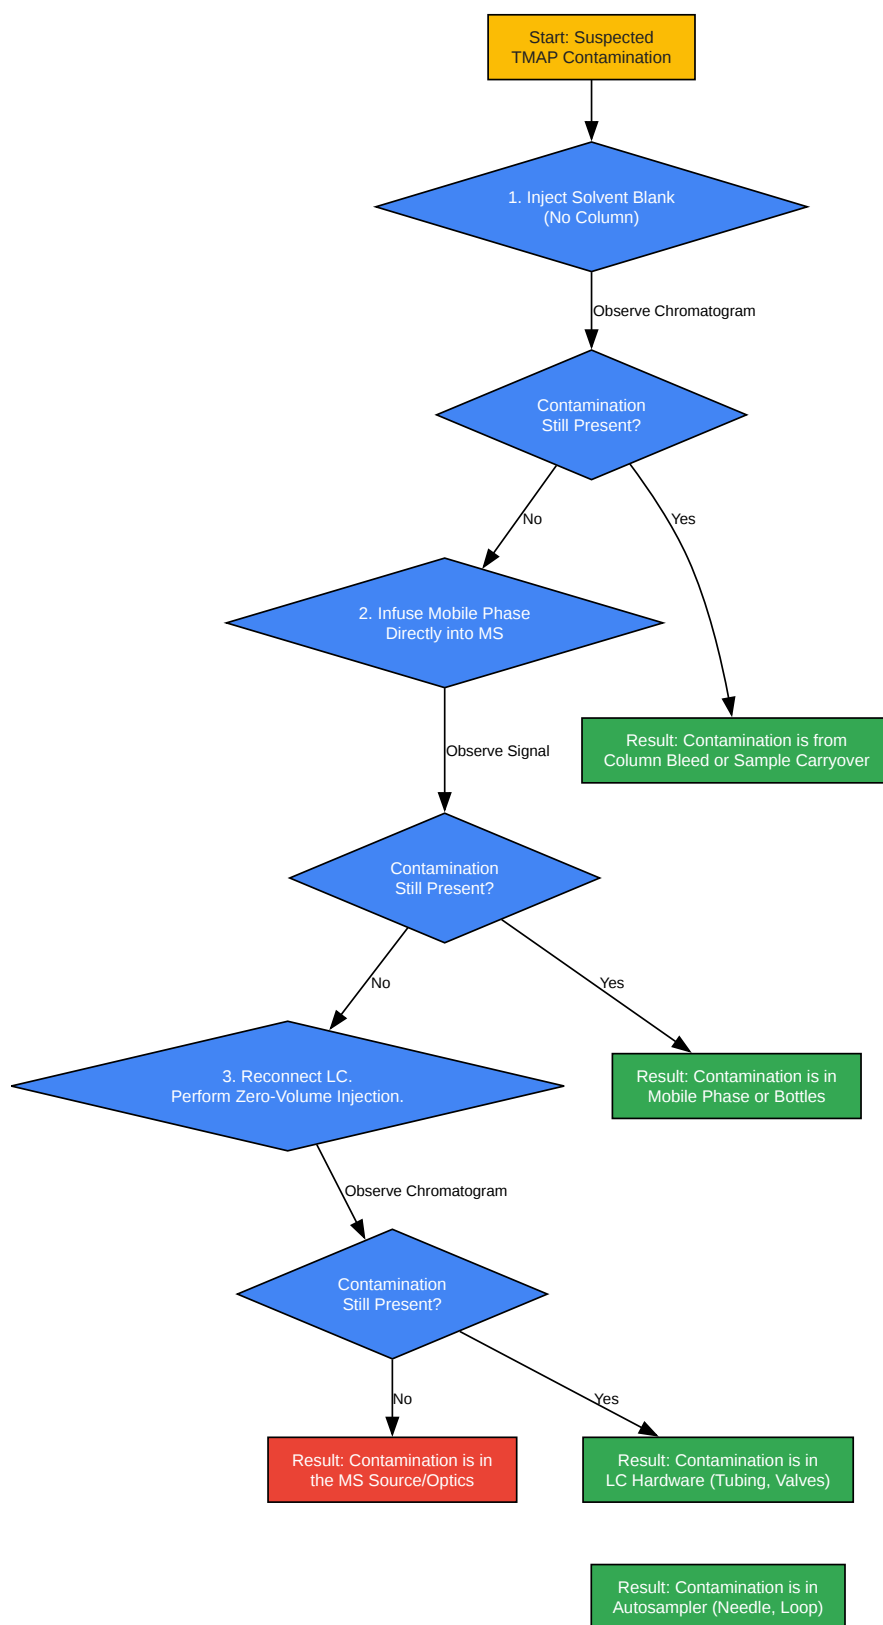 Start: Suspected
TMAP Contamination
1. Inject Solvent Blank
(No Column)
Observe Chromatogram
Contamination
Still Present?
No
Yes
2. Infuse Mobile Phase
Directly into MS
Result: Contamination is from
Column Bleed or Sample Carryover
Observe Signal
Contamination
Still Present?
No
Yes
3. Reconnect LC.
Perform Zero-Volume Injection.
Result: Contamination is in
Mobile Phase or Bottles
Observe Chromatogram
Contamination
Still Present?
No
Yes
Result: Contamination is in
the MS Source/Optics
Result: Contamination is in
LC Hardware (Tubing, Valves)
Result: Contamination is in
Autosampler (Needle, Loop)